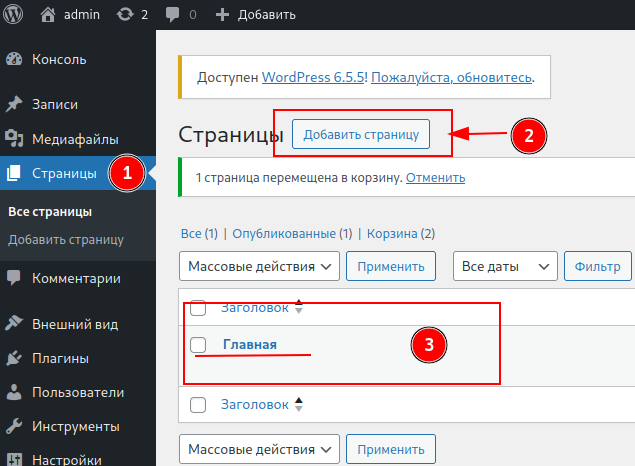 admin 2 0 Добавить
Консоль
Записи
Медиафайлы
Страницы 1
Все страницы
Добавить страницу
Комментарии
Внешний вид
Плагины
Пользователи
Инструменты
Настройки
Доступен WordPress 6.5.5! Пожалуйста, обновитесь.
Страницы Добавить страницу 2
1 страница перемещена в корзину. Отменить
Все (1) | Опубликованные (1) | Корзина (2)
Массовые действия Применить Все даты Фильтр
Заголовок
Главная 3
Заголовок
Массовые действия Применить